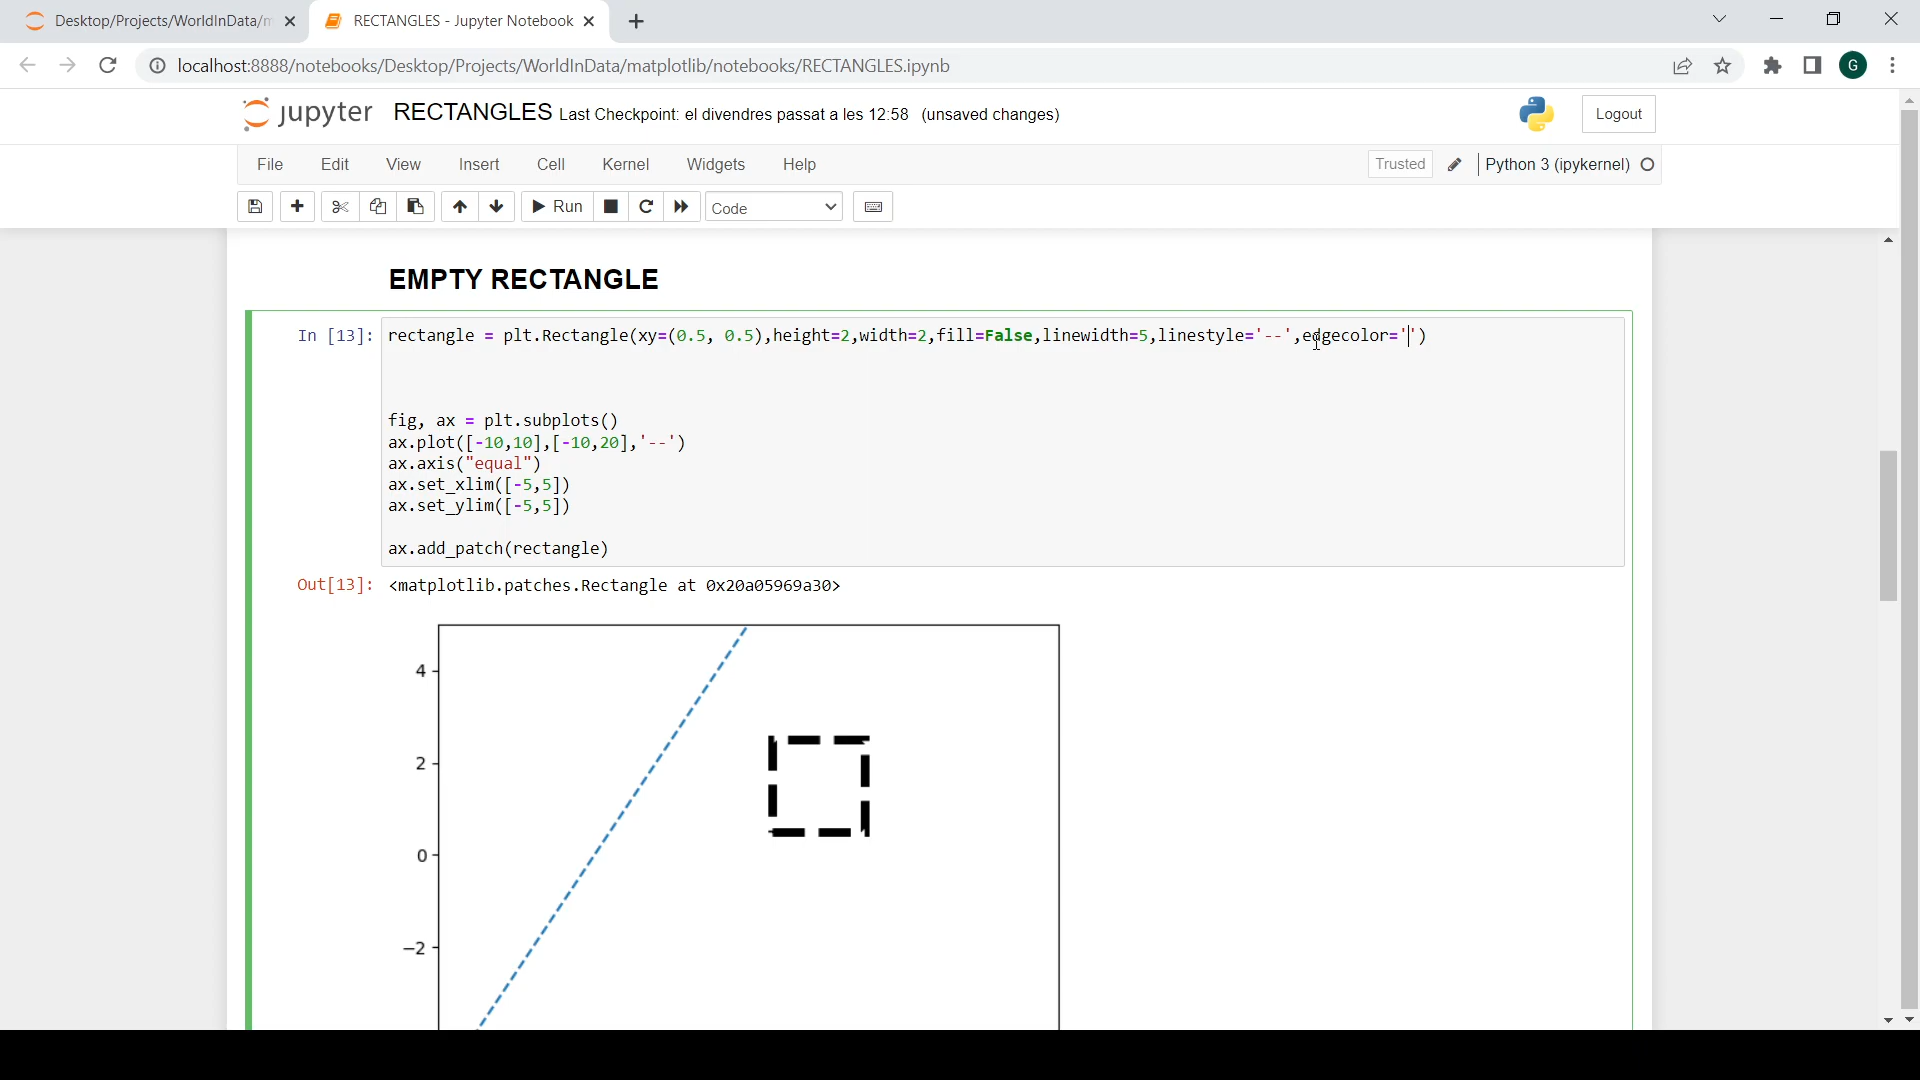 Desktop/Projects/WorldInData/m
RECTANGLES - Jupyter Notebook
localhost:8888/notebooks/Desktop/Projects/WorldInData/matplotlib/notebooks/RECTANGLES.ipynb
G
jupyter RECTANGLES Last Checkpoint: el divendres passat a les 12:58 (unsaved changes)
Logout
File Edit View Insert Cell Kernel Widgets Help
Trusted Python 3 (ipykernel)
Run Code
EMPTY RECTANGLE
In [13]: rectangle = plt.Rectangle(xy=(0.5, 0.5),height=2,width=2,fill=False,linewidth=5,linestyle='--',edgecolor='')
fig, ax = plt.subplots()
ax.plot([-10,10],[-10,20],'--')
ax.axis("equal")
ax.set_xlim([-5,5])
ax.set_ylim([-5,5])
ax.add_patch(rectangle)
Out[13]: <matplotlib.patches.Rectangle at 0x20a05969a30>
4
2
0
−2